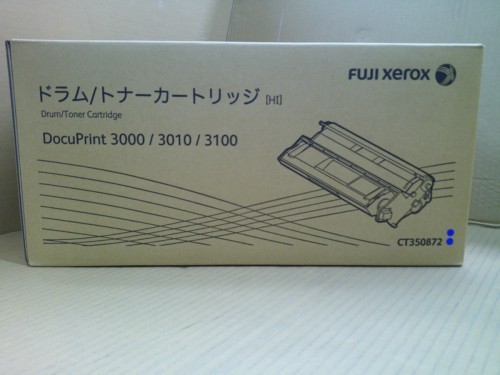 FUJI xerox
ドラム/トナーカートリッジ [HI]
Drum/Toner Cartridge
DocuPrint 3000 / 3010 / 3100
CT350872